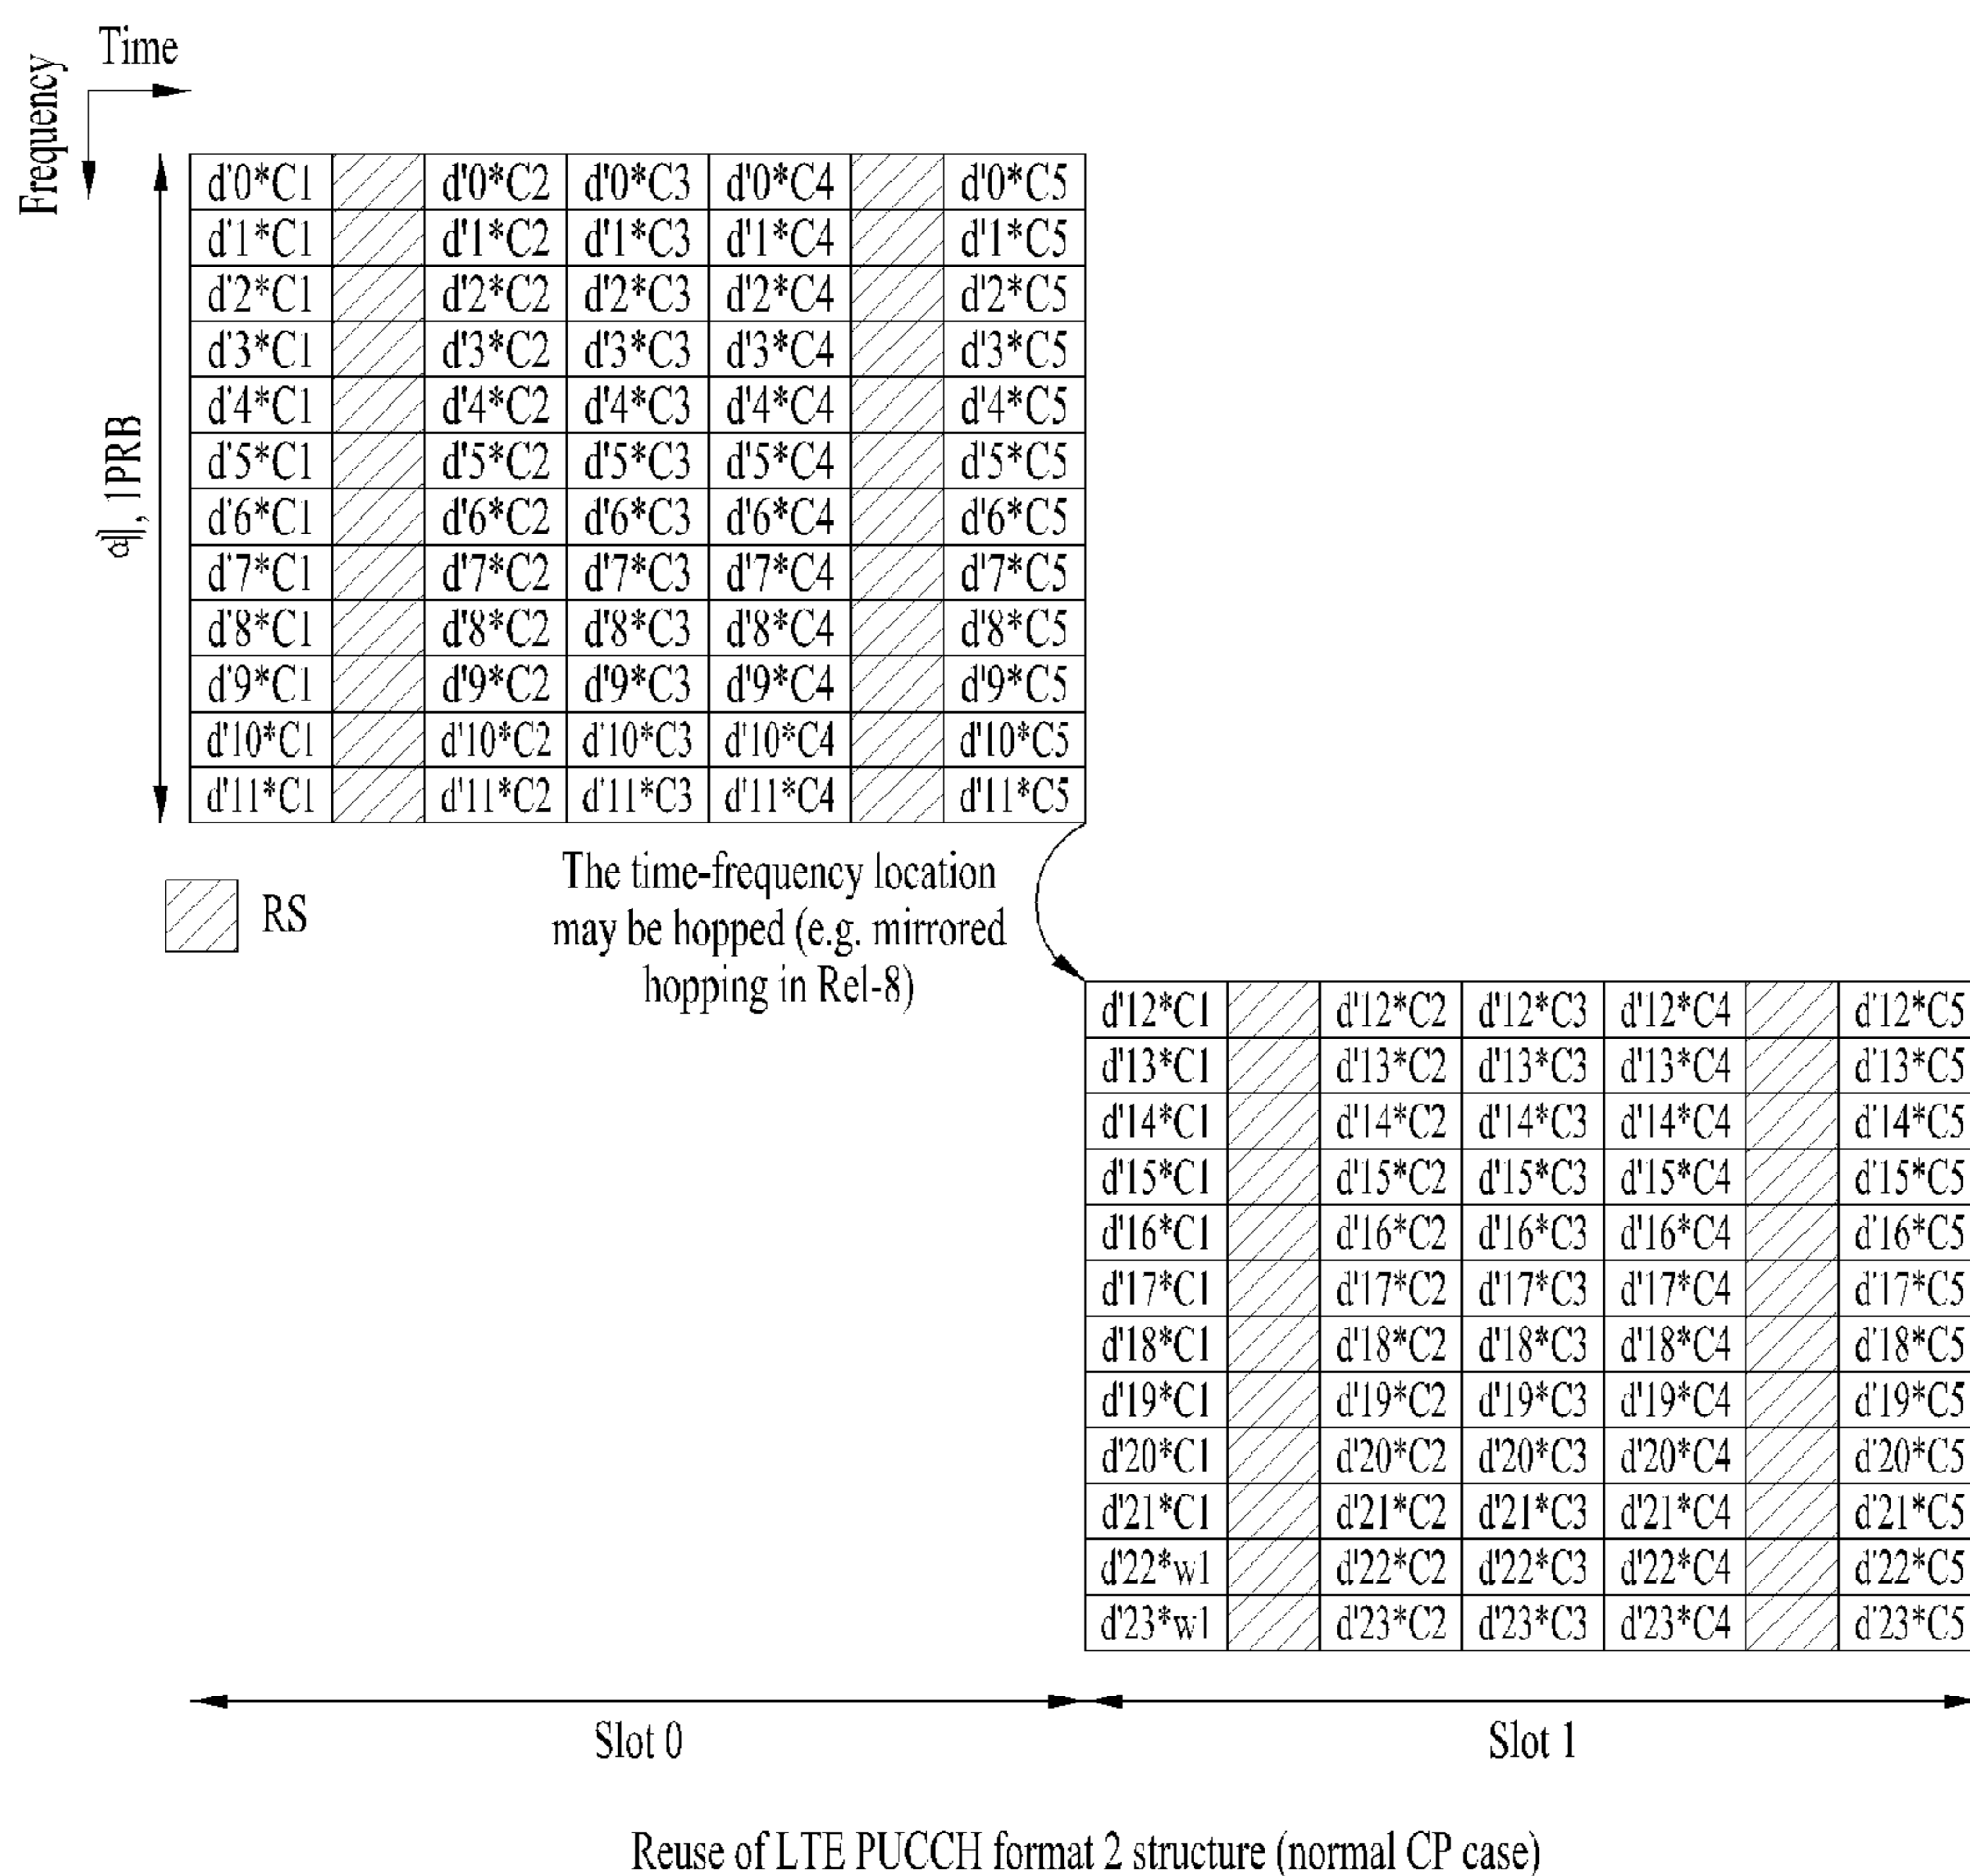 Time
Frequency
예, 1PRB
d'0*C1 d'0*C2 d'0*C3 d'0*C4 d'0*C5
d'1*C1 d'1*C2 d'1*C3 d'1*C4 d'1*C5
d'2*C1 d'2*C2 d'2*C3 d'2*C4 d'2*C5
d'3*C1 d'3*C2 d'3*C3 d'3*C4 d'3*C5
d'4*C1 d'4*C2 d'4*C3 d'4*C4 d'4*C5
d'5*C1 d'5*C2 d'5*C3 d'5*C4 d'5*C5
d'6*C1 d'6*C2 d'6*C3 d'6*C4 d'6*C5
d'7*C1 d'7*C2 d'7*C3 d'7*C4 d'7*C5
d'8*C1 d'8*C2 d'8*C3 d'8*C4 d'8*C5
d'9*C1 d'9*C2 d'9*C3 d'9*C4 d'9*C5
d'10*C1 d'10*C2 d'10*C3 d'10*C4 d'10*C5
d'11*C1 d'11*C2 d'11*C3 d'11*C4 d'11*C5
RS
The time-frequency location
may be hopped (e.g. mirrored
hopping in Rel-8)
d'12*C1 d'12*C2 d'12*C3 d'12*C4 d'12*C5
d'13*C1 d'13*C2 d'13*C3 d'13*C4 d'13*C5
d'14*C1 d'14*C2 d'14*C3 d'14*C4 d'14*C5
d'15*C1 d'15*C2 d'15*C3 d'15*C4 d'15*C5
d'16*C1 d'16*C2 d'16*C3 d'16*C4 d'16*C5
d'17*C1 d'17*C2 d'17*C3 d'17*C4 d'17*C5
d'18*C1 d'18*C2 d'18*C3 d'18*C4 d'18*C5
d'19*C1 d'19*C2 d'19*C3 d'19*C4 d'19*C5
d'20*C1 d'20*C2 d'20*C3 d'20*C4 d'20*C5
d'21*C1 d'21*C2 d'21*C3 d'21*C4 d'21*C5
d'22*w1 d'22*C2 d'22*C3 d'22*C4 d'22*C5
d'23*w1 d'23*C2 d'23*C3 d'23*C4 d'23*C5
Slot 0 Slot 1
Reuse of LTE PUCCH format 2 structure (normal CP case)